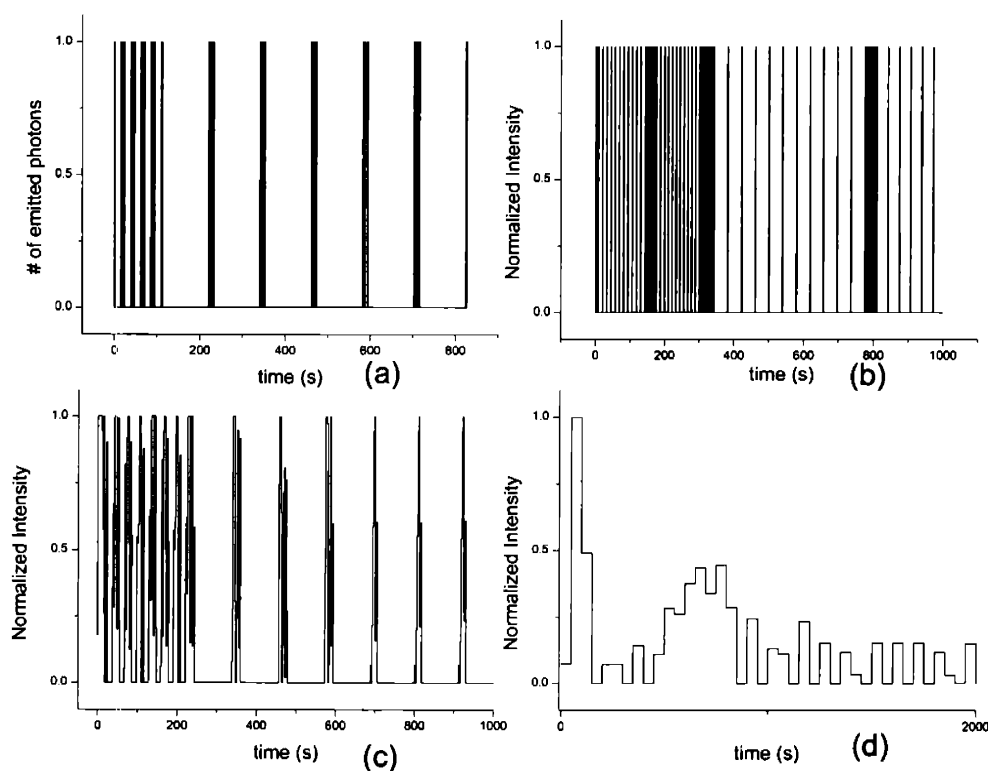 # of emitted photons
1.0
0.5
0.0
0 200 400 600 800
time (s)
(a)
Normalized Intensity
1.0
0.5
0.0
0 200 400 600 800 1000
time (s)
(b)
Normalized Intensity
1.0
0.5
0.0
0 200 400 600 800 1000
time (s)
(c)
Normalized Intensity
1.0
0.5
0.0
0 2000
time (s)
(d)